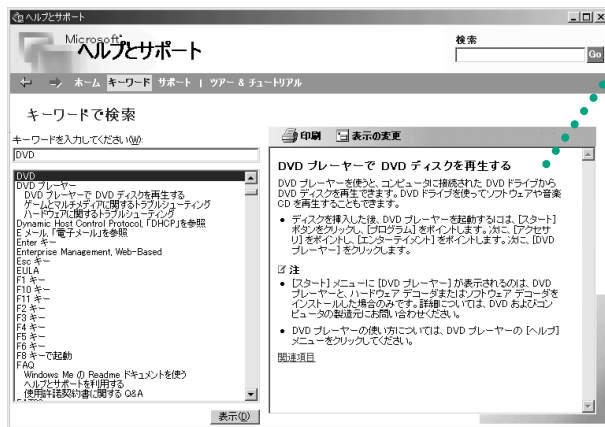 ヘルプとサポート
Microsoft
ヘルプとサポート
検索
Go
ホーム キーワード サポート | ツアー & チュートリアル
キーワードで検索
キーワードを入力してください(W):
DVD
DVD
DVD プレーヤー
DVD プレーヤーで DVD ディスクを再生する
ゲームとマルチメディアに関するトラブルシューティング
ハードウェアに関するトラブルシューティング
Dynamic Host Control Protocol, 「DHCP」を参照
E メール, 「電子メール」を参照
Enter キー
Enterprise Management, Web-Based
Esc キー
EULA
F1 キー
F10 キー
F11 キー
F2 キー
F3 キー
F4 キー
F5 キー
F6 キー
F8 キーで起動
FAQ
Windows Me の Readme ドキュメントを使う
ヘルプとサポートを利用する
使用許諾契約書に関する Q&A
表示(D)
印刷 表示の変更
DVD プレーヤーで DVD ディスクを再生する
DVD プレーヤーを使うと、コンピュータに接続された DVD ドライブから
DVD ディスクを再生できます。DVD ドライブを使ってソフトウェアや音楽
CD を再生することもできます。
• ディスクを挿入した後、DVD プレーヤーを起動するには、[スタート]
ボタンをクリックし、[プログラム] をポイントします。次に、[アクセサ
リ] をポイントし、[エンターテイメント] をポイントします。次に、[DVD
プレーヤー] をクリックします。
注
• [スタート] メニューに [DVD プレーヤー] が表示されるのは、DVD
プレーヤーと、ハードウェア デコーダまたはソフトウェア デコーダを
インストールした場合のみです。詳細については、DVD およびコン
ピュータの製造元にお問い合わせください。
• DVD プレーヤーの使い方については、DVD プレーヤーの [ヘルプ]
メニューをクリックしてください。
関連項目